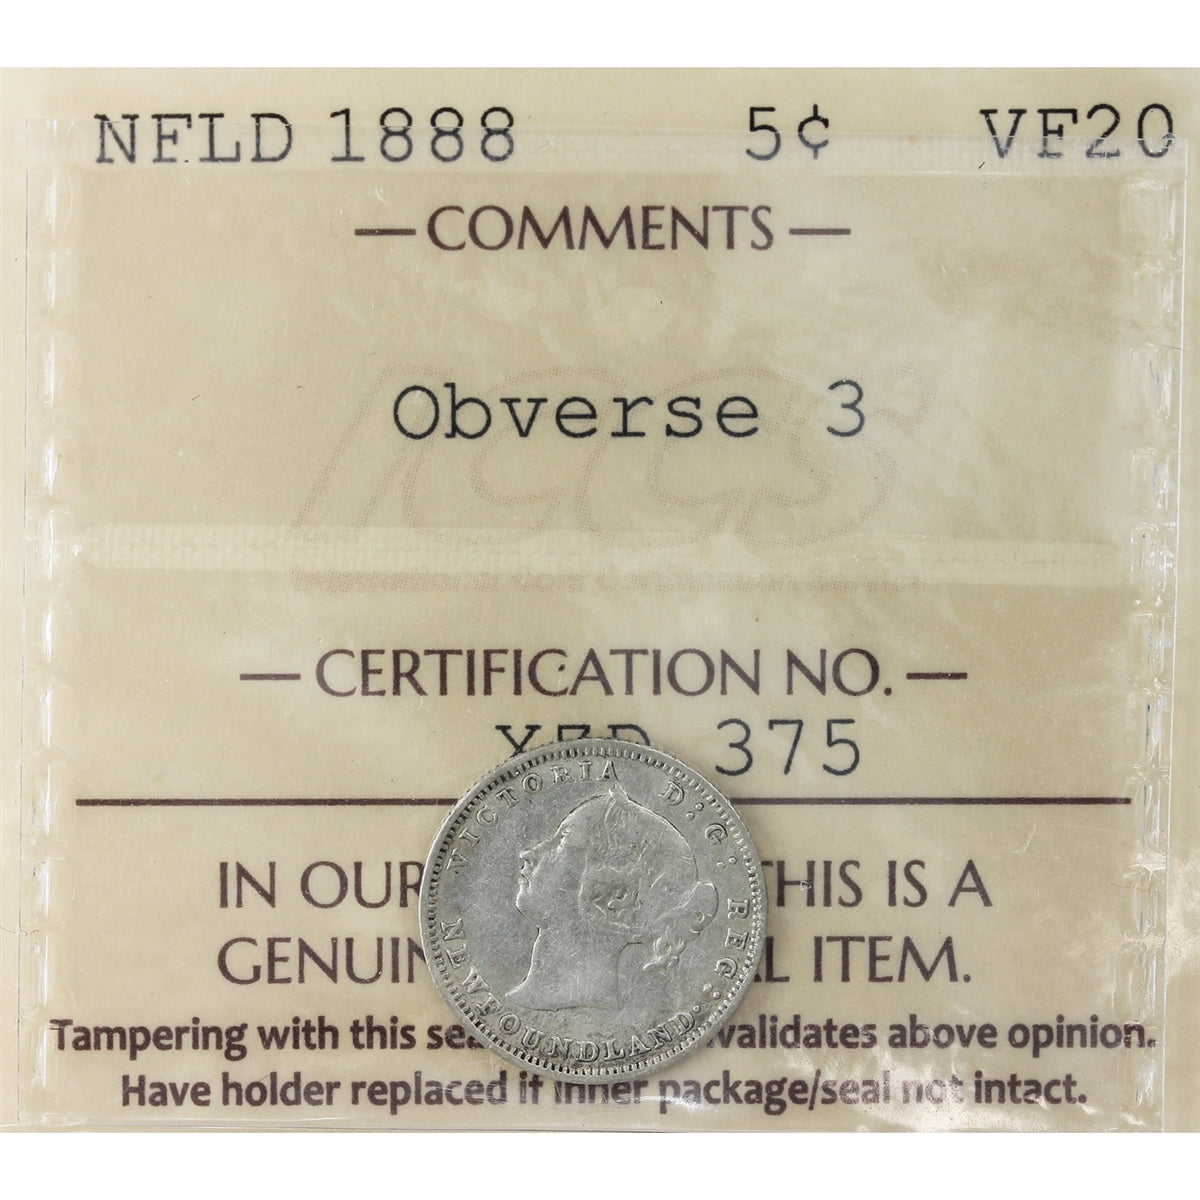 NFLD 1888 5¢ VF20
— COMMENTS —
Obverse 3
ICCS
— CERTIFICATION NO. —
375
VICTORIA D:G: REG:
NEWFOUNDLAND
IN OUR THIS IS A
GENUIN L ITEM.
Tampering with this sea validates above opinion.
Have holder replaced if inner package/seal not intact.